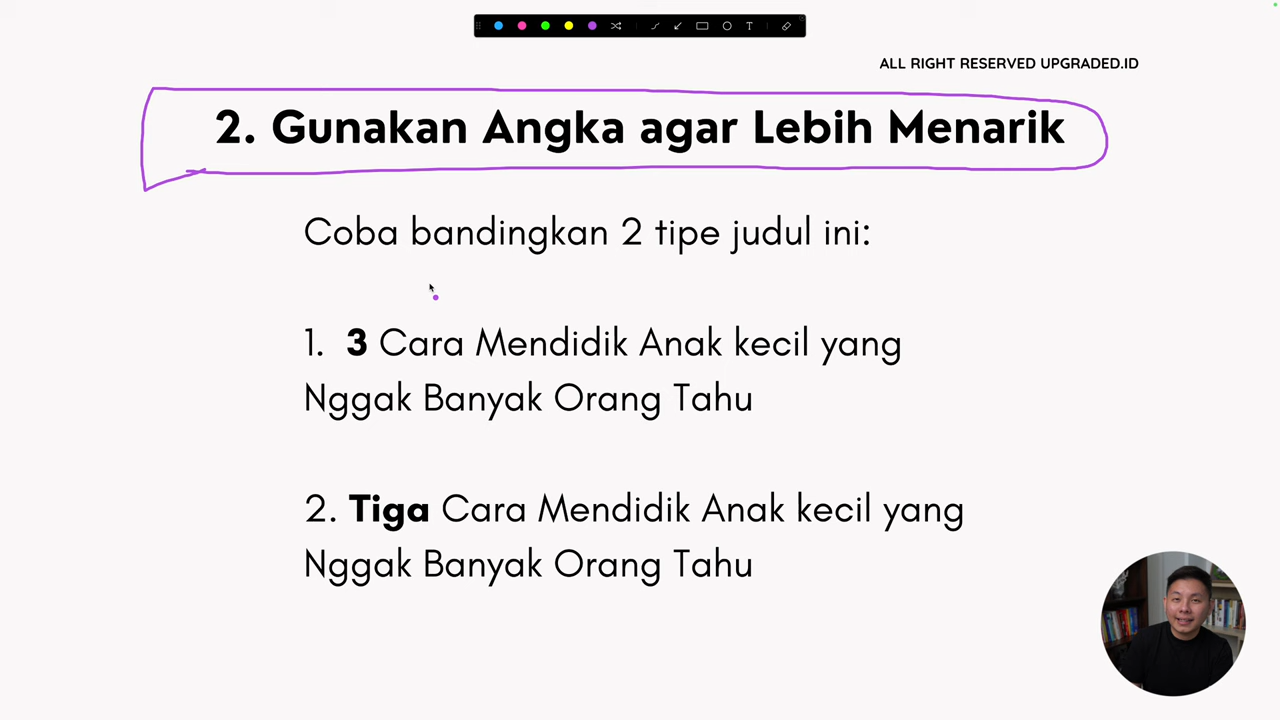 ALL RIGHT RESERVED UPGRADED.ID
2. Gunakan Angka agar Lebih Menarik
Coba bandingkan 2 tipe judul ini:
1. 3 Cara Mendidik Anak kecil yang
Nggak Banyak Orang Tahu
2. Tiga Cara Mendidik Anak kecil yang
Nggak Banyak Orang Tahu